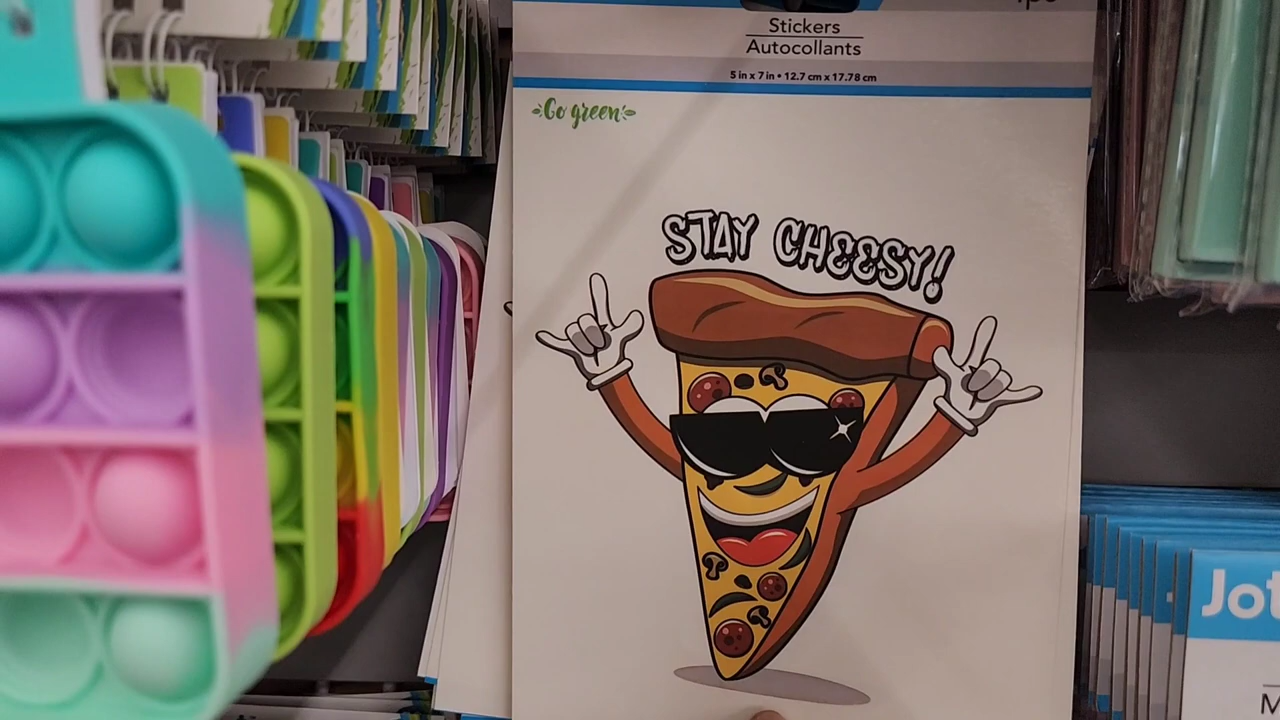 Stickers
Autocollants
5 in x 7 in • 12.7 cm x 17.78 cm
Go green
STAY CHEESY!
Jot